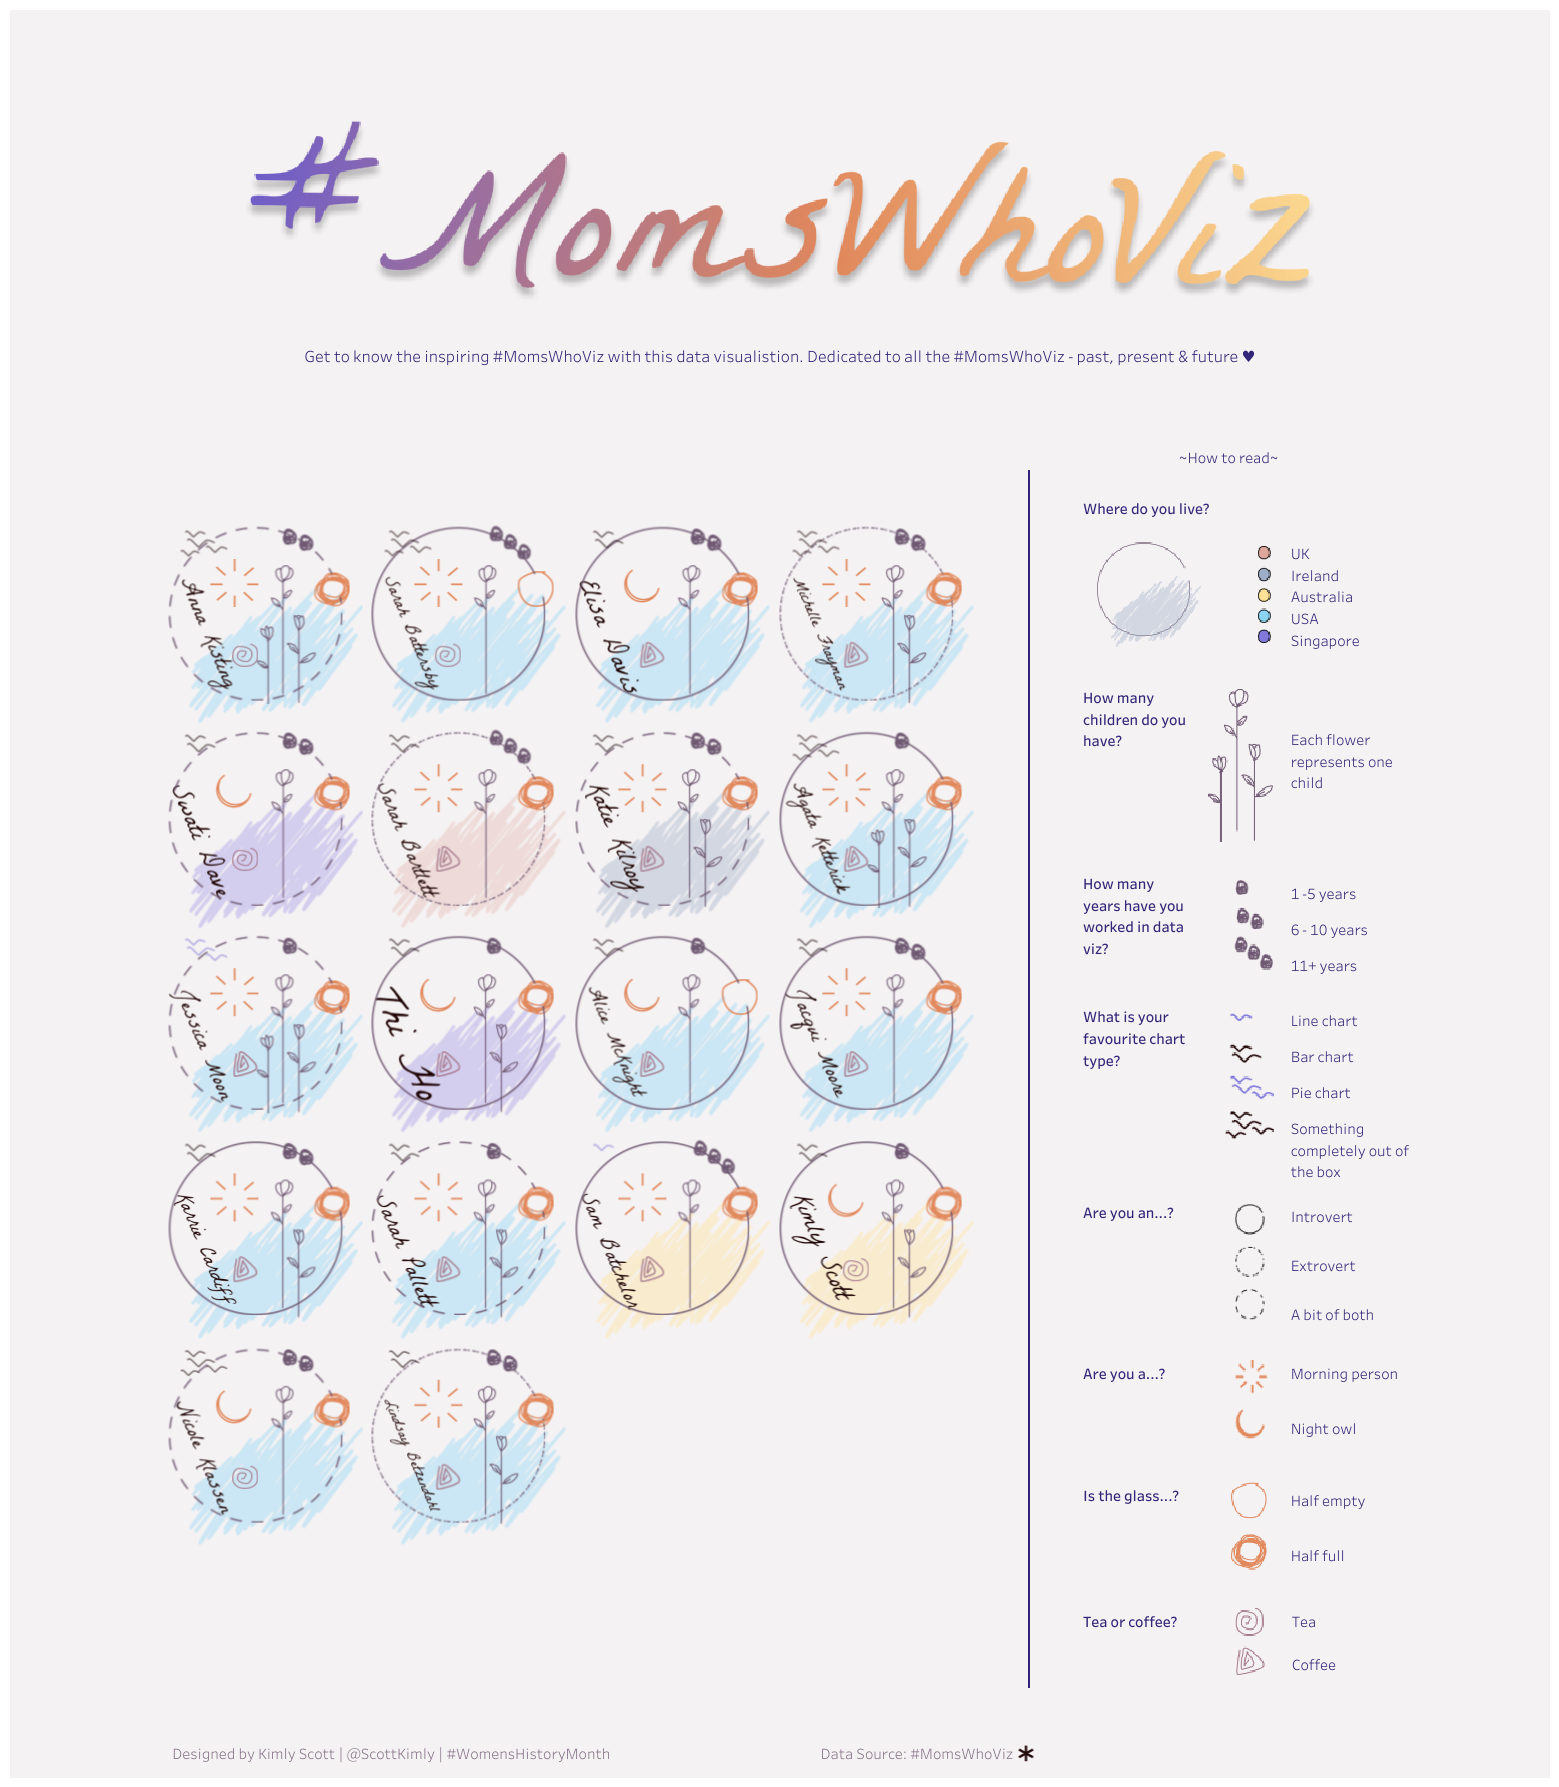 #MomsWhoViz
Get to know the inspiring #MomsWhoViz with this data visualistion. Dedicated to all the #MomsWhoViz - past, present & future ♥
Anna Kisting
Sarah Battersby
Elisa Davis
Michelle Frayman
Swati Dave
Sarah Bartlett
Katie Kilroy
Agata Ketterick
Jessica Moon
Thi Ho
Alice McKnight
Jacqui Moore
Karrie Cardiff
Sarah Pallett
Sam Batchelor
Kimly Scott
Nicole Klassen
Lindsay Betzendahl
~How to read~
Where do you live?
UK
Ireland
Australia
USA
Singapore
How many
children do you
have?
Each flower
represents one
child
How many
years have you
worked in data
viz?
1-5 years
6 - 10 years
11+ years
What is your
favourite chart
type?
Line chart
Bar chart
Pie chart
Something
completely out of
the box
Are you an...?
Introvert
Extrovert
A bit of both
Are you a...?
Morning person
Night owl
Is the glass...?
Half empty
Half full
Tea or coffee?
Tea
Coffee
Designed by Kimly Scott | @ScottKimly | #WomensHistoryMonth
Data Source: #MomsWhoViz